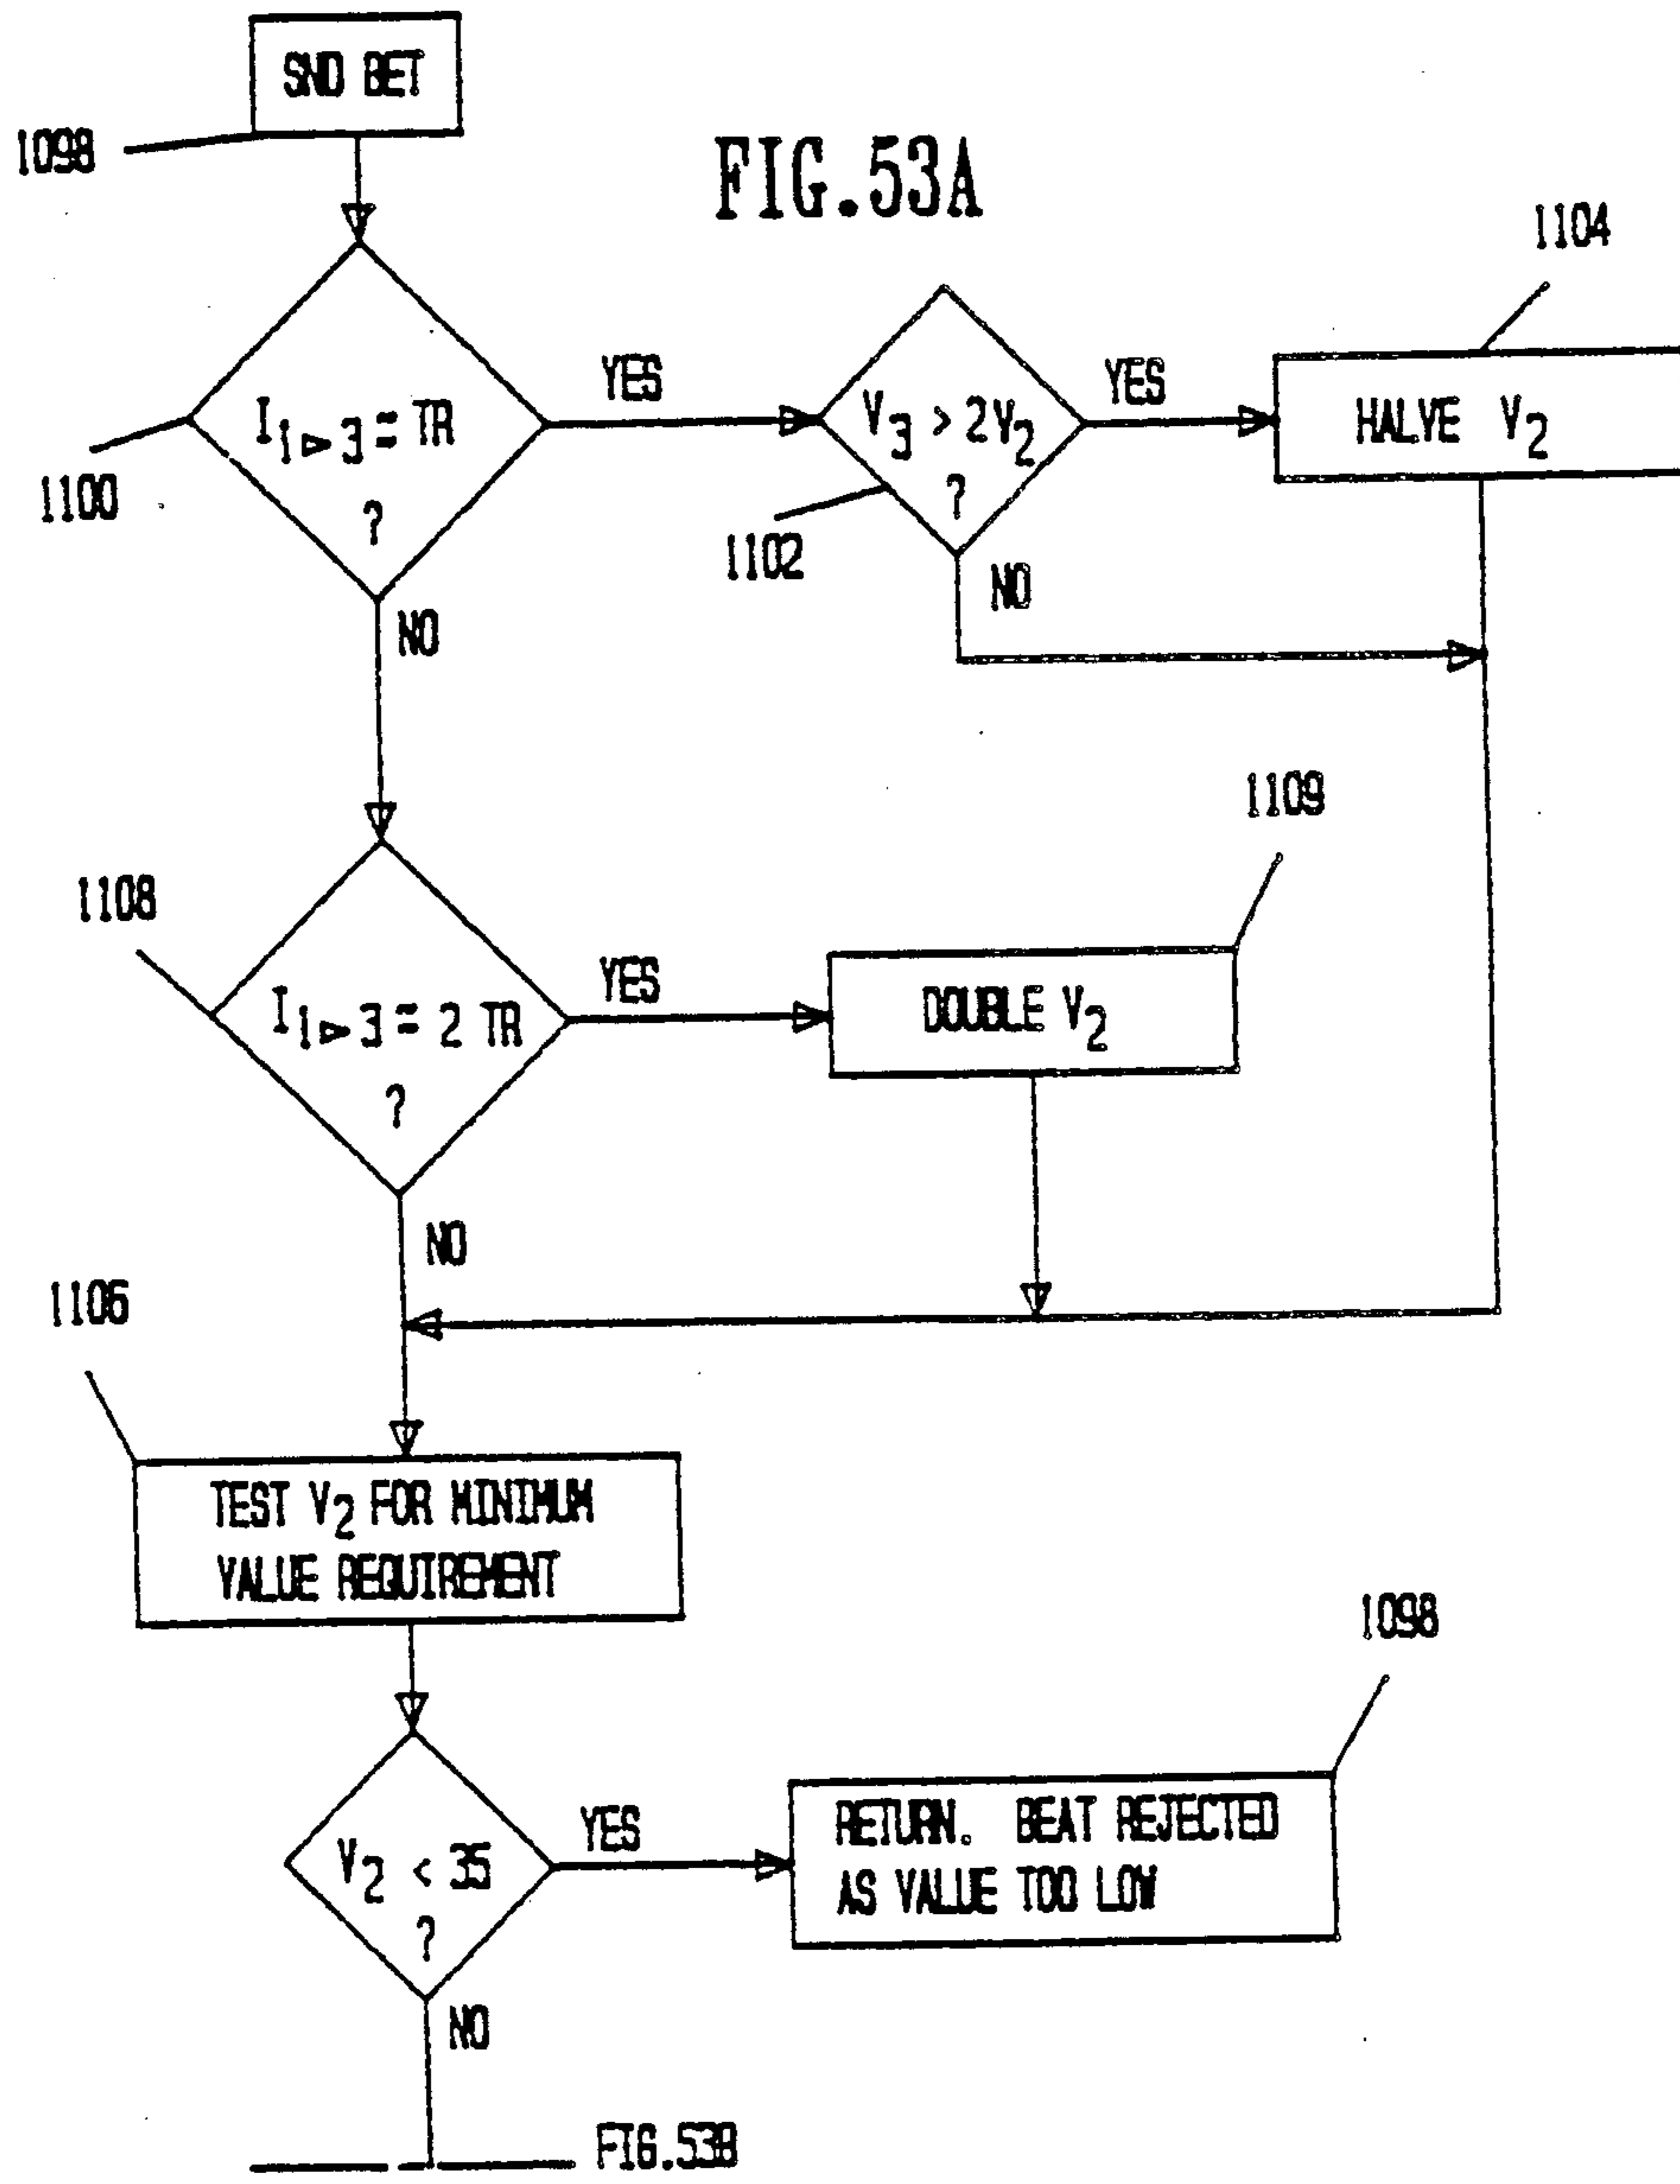 SND BET
1098
FIG.53A
1104
I1▷3 = TR
?
YES
V3 > 2V2
?
YES
HALVE V2
1100
1102
NO
NO
1109
1108
I1▷3 = 2 TR
?
YES
DOUBLE V2
NO
1106
TEST V2 FOR MINIMUM
VALUE REQUIREMENT
1098
V2 < 35
?
YES
RETURN. BEAT REJECTED
AS VALUE TOO LOW
NO
FIG.53B